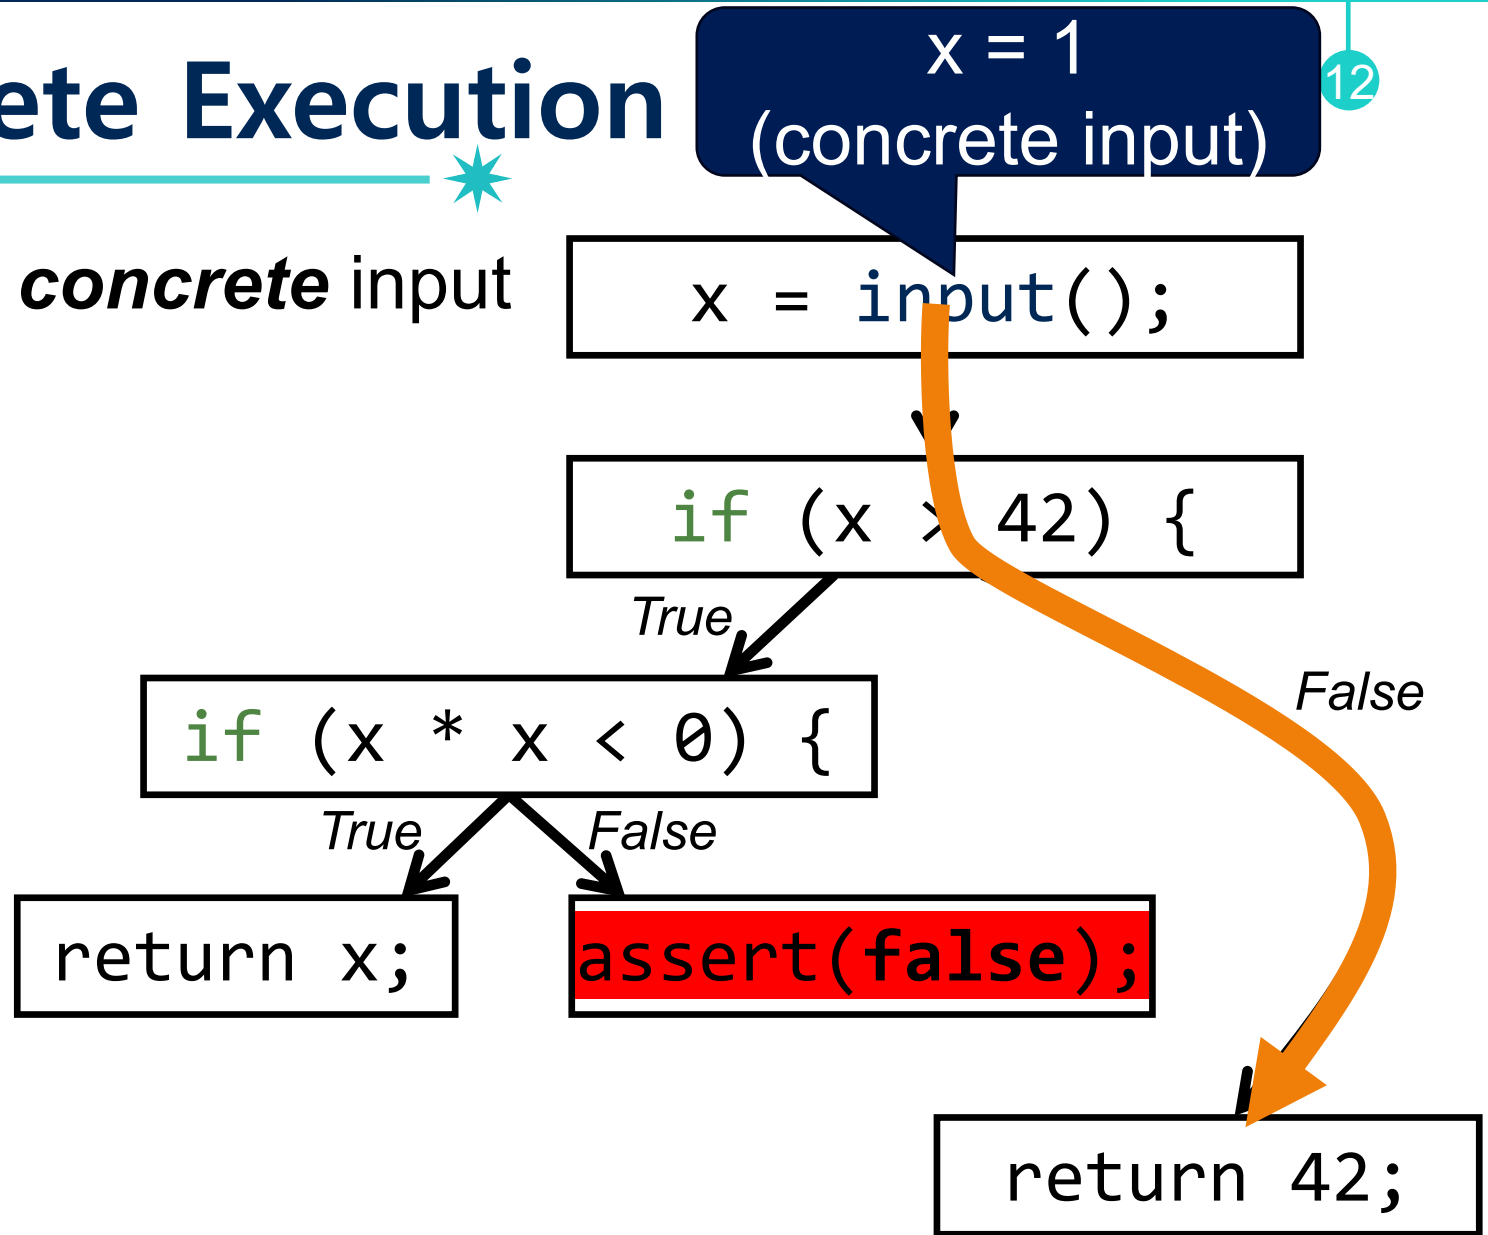 ete Execution
x = 1
(concrete input)
12
concrete input
x = input();
if (x > 42) {
True
False
if (x * x < 0) {
True
False
return x;
assert(false);
return 42;